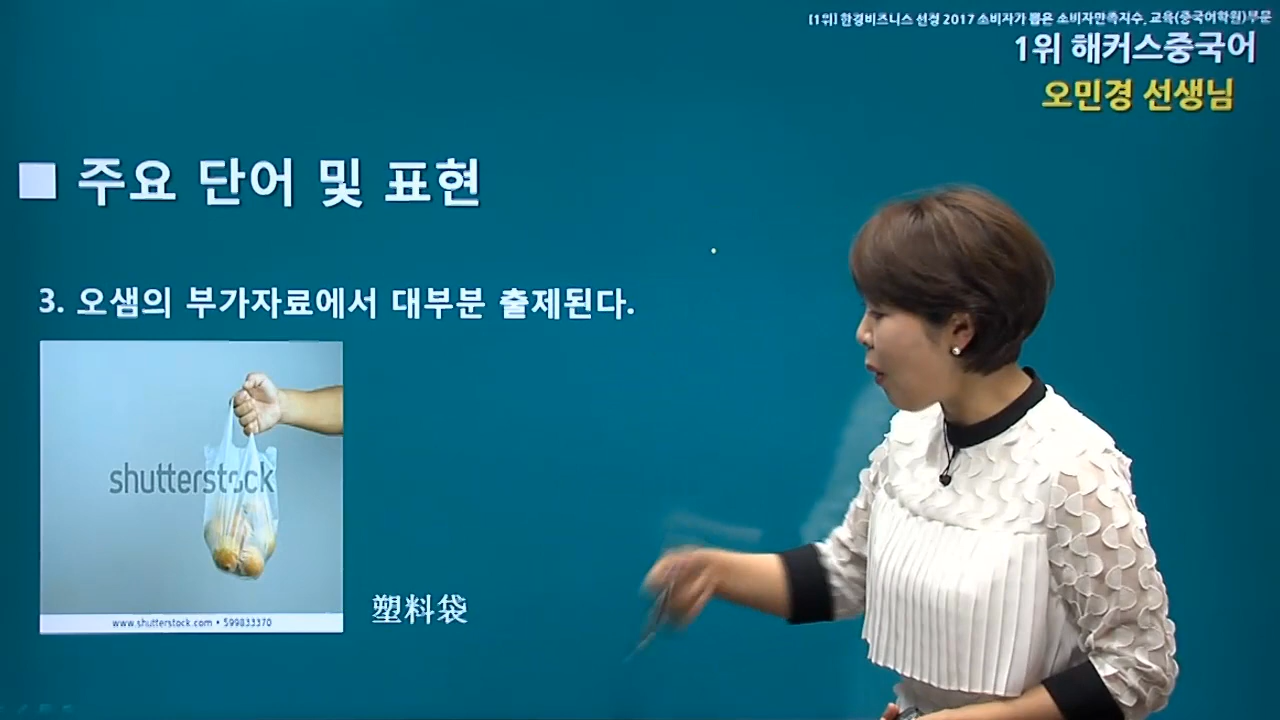 [1위] 한경비즈니스 선정 2017 소비자가 뽑은 소비자만족지수, 교육(중국어학원)부문
1위 해커스중국어
오민경 선생님
■ 주요 단어 및 표현
3. 오샘의 부가자료에서 대부분 출제된다.
shutterstock
www.shutterstock.com • 599833370
塑料袋